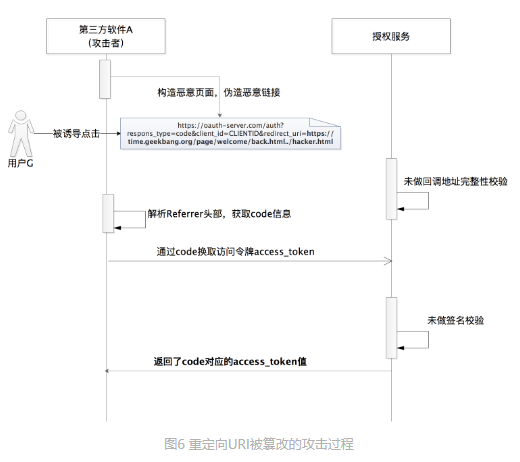 第三方软件A
（攻击者）
授权服务
构造恶意页面，伪造恶意链接
https://oauth-server.com/auth?
respons_type=code&client_id=CLIENTID&redirect_uri=https://
time.geekbang.org/page/welcome/back.html../hacker.html
被诱导点击
用户G
未做回调地址完整性校验
解析Referrer头部，获取code信息
通过code换取访问令牌access_token
未做签名校验
返回了code对应的access_token值
图6 重定向URI被篡改的攻击过程